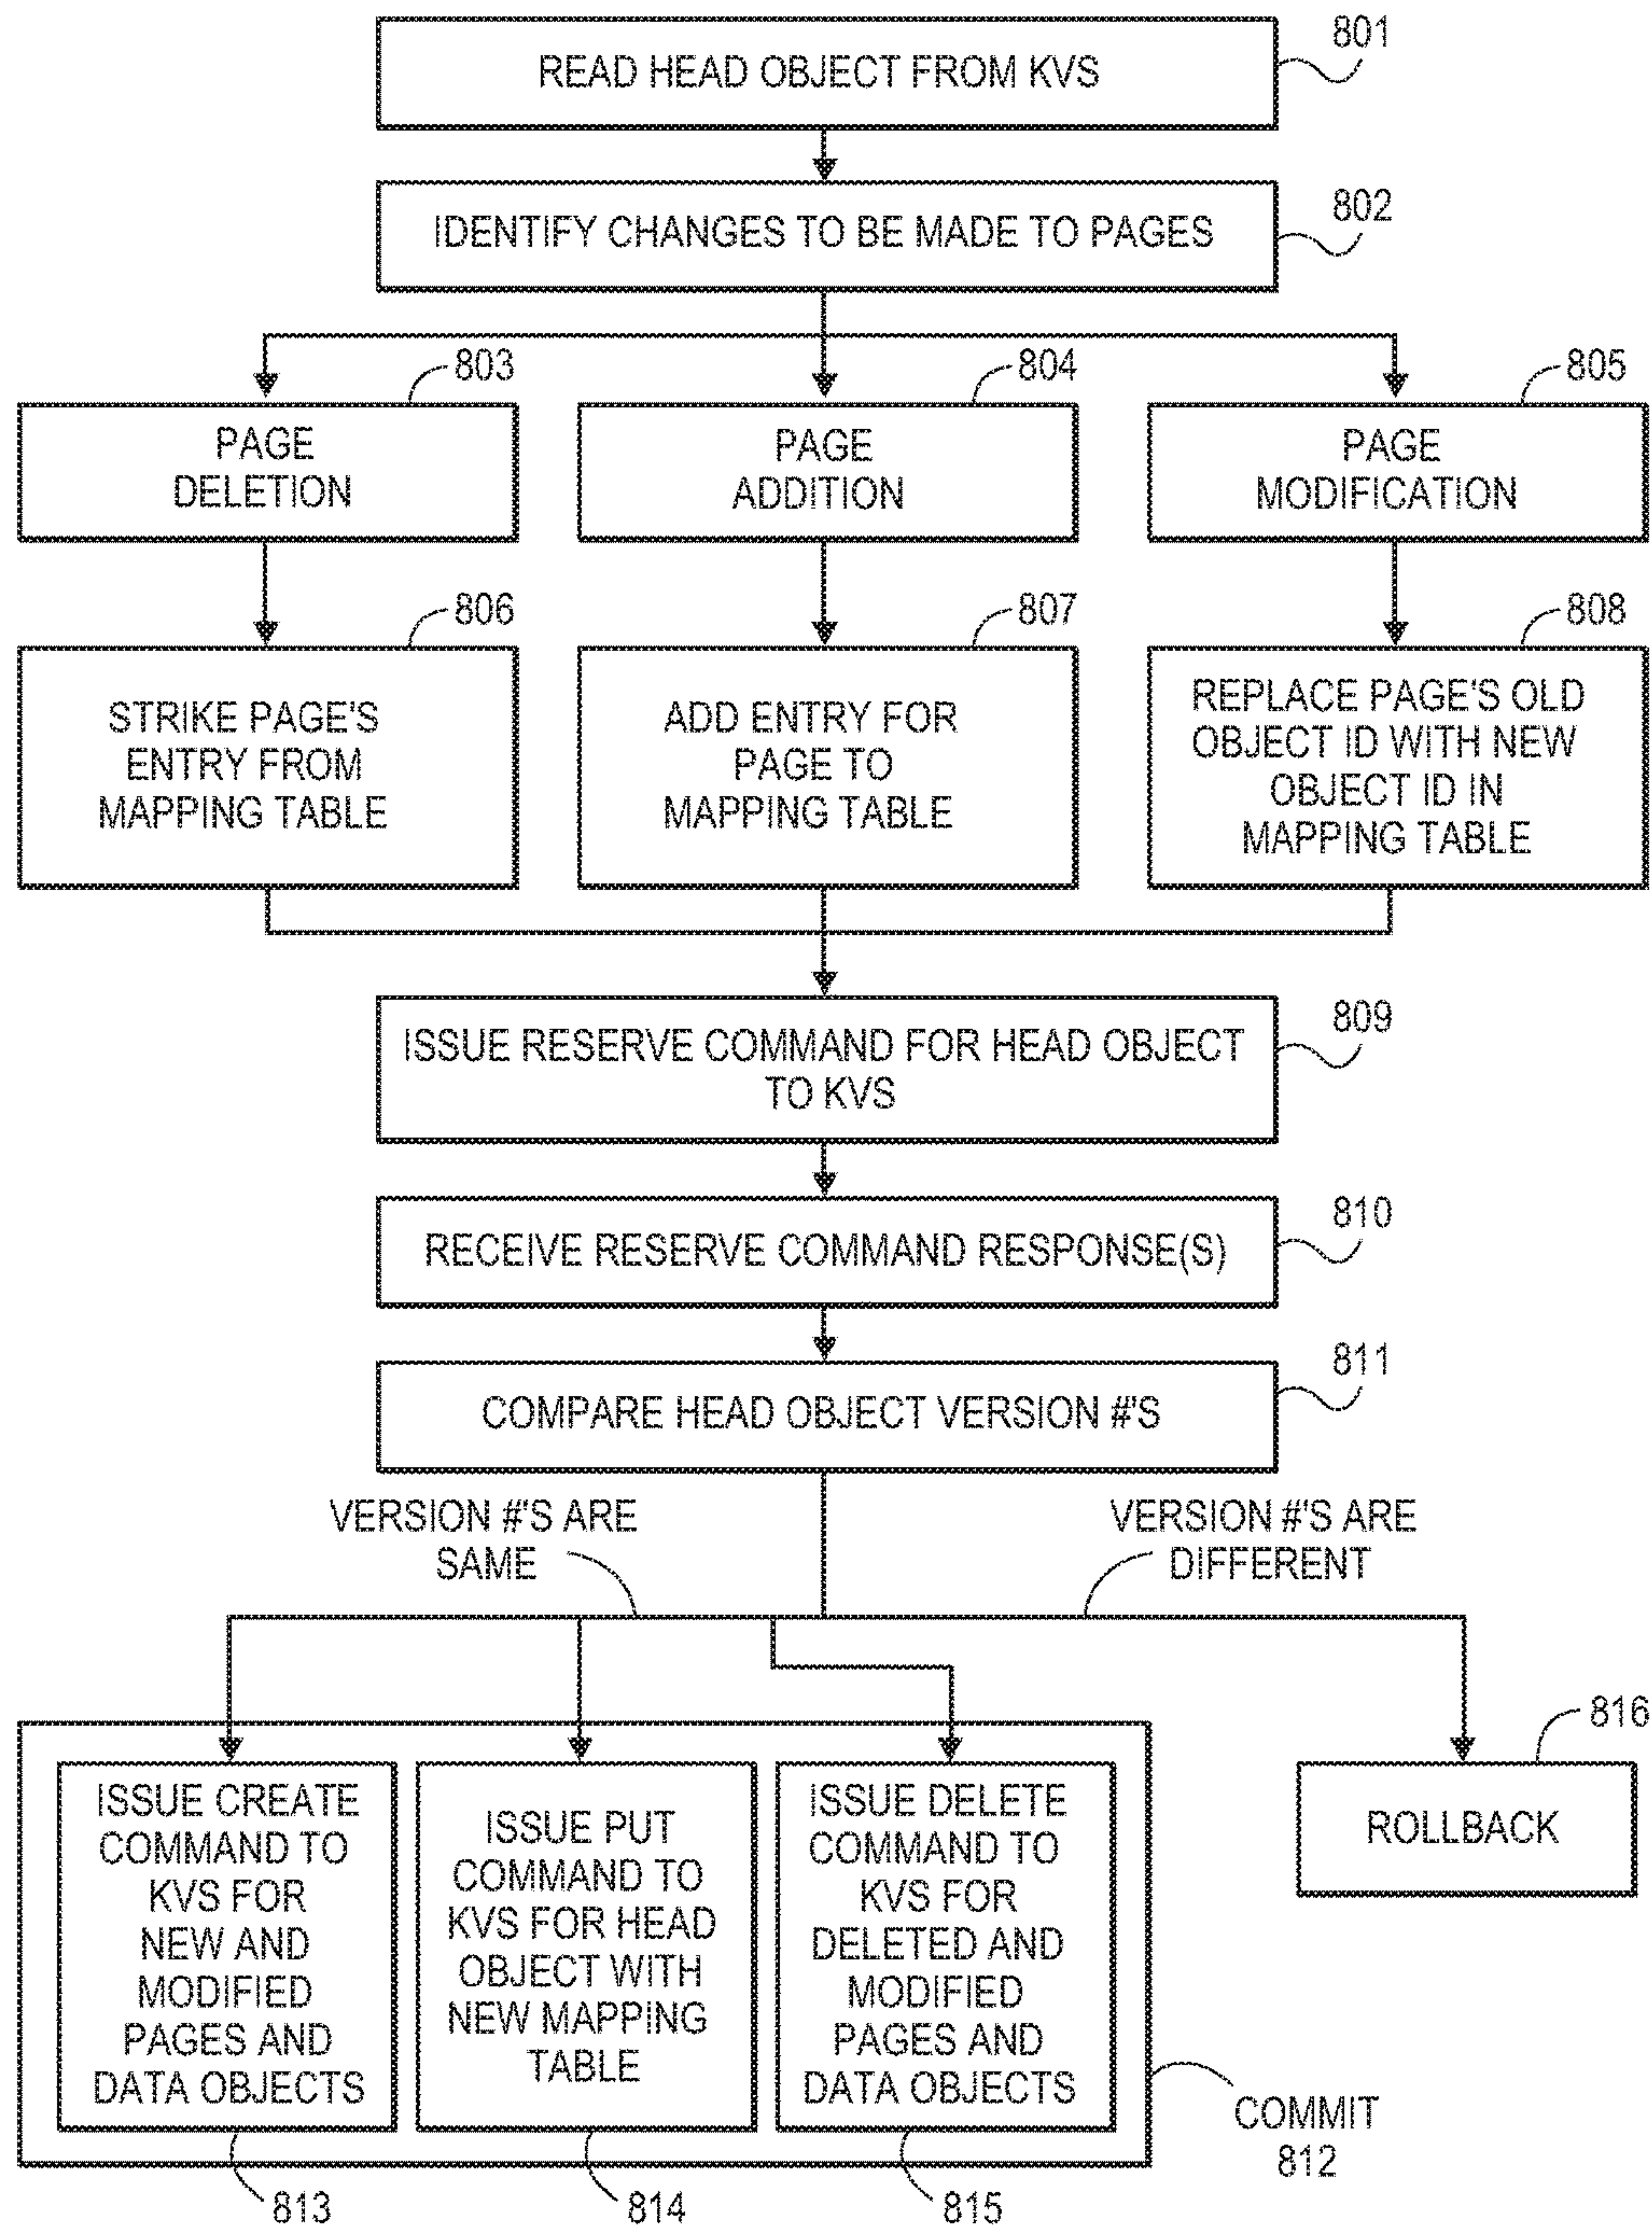 801
READ HEAD OBJECT FROM KVS
802
IDENTIFY CHANGES TO BE MADE TO PAGES
803
PAGE
DELETION
804
PAGE
ADDITION
805
PAGE
MODIFICATION
806
STRIKE PAGE'S
ENTRY FROM
MAPPING TABLE
807
ADD ENTRY FOR
PAGE TO
MAPPING TABLE
808
REPLACE PAGE'S OLD
OBJECT ID WITH NEW
OBJECT ID IN
MAPPING TABLE
809
ISSUE RESERVE COMMAND FOR HEAD OBJECT
TO KVS
810
RECEIVE RESERVE COMMAND RESPONSE(S)
811
COMPARE HEAD OBJECT VERSION #'S
VERSION #'S ARE
SAME
VERSION #'S ARE
DIFFERENT
ISSUE CREATE
COMMAND TO
KVS FOR
NEW AND
MODIFIED
PAGES AND
DATA OBJECTS
813
ISSUE PUT
COMMAND TO
KVS FOR HEAD
OBJECT WITH
NEW MAPPING
TABLE
814
ISSUE DELETE
COMMAND TO
KVS FOR
DELETED AND
MODIFIED
PAGES AND
DATA OBJECTS
815
816
ROLLBACK
COMMIT
812